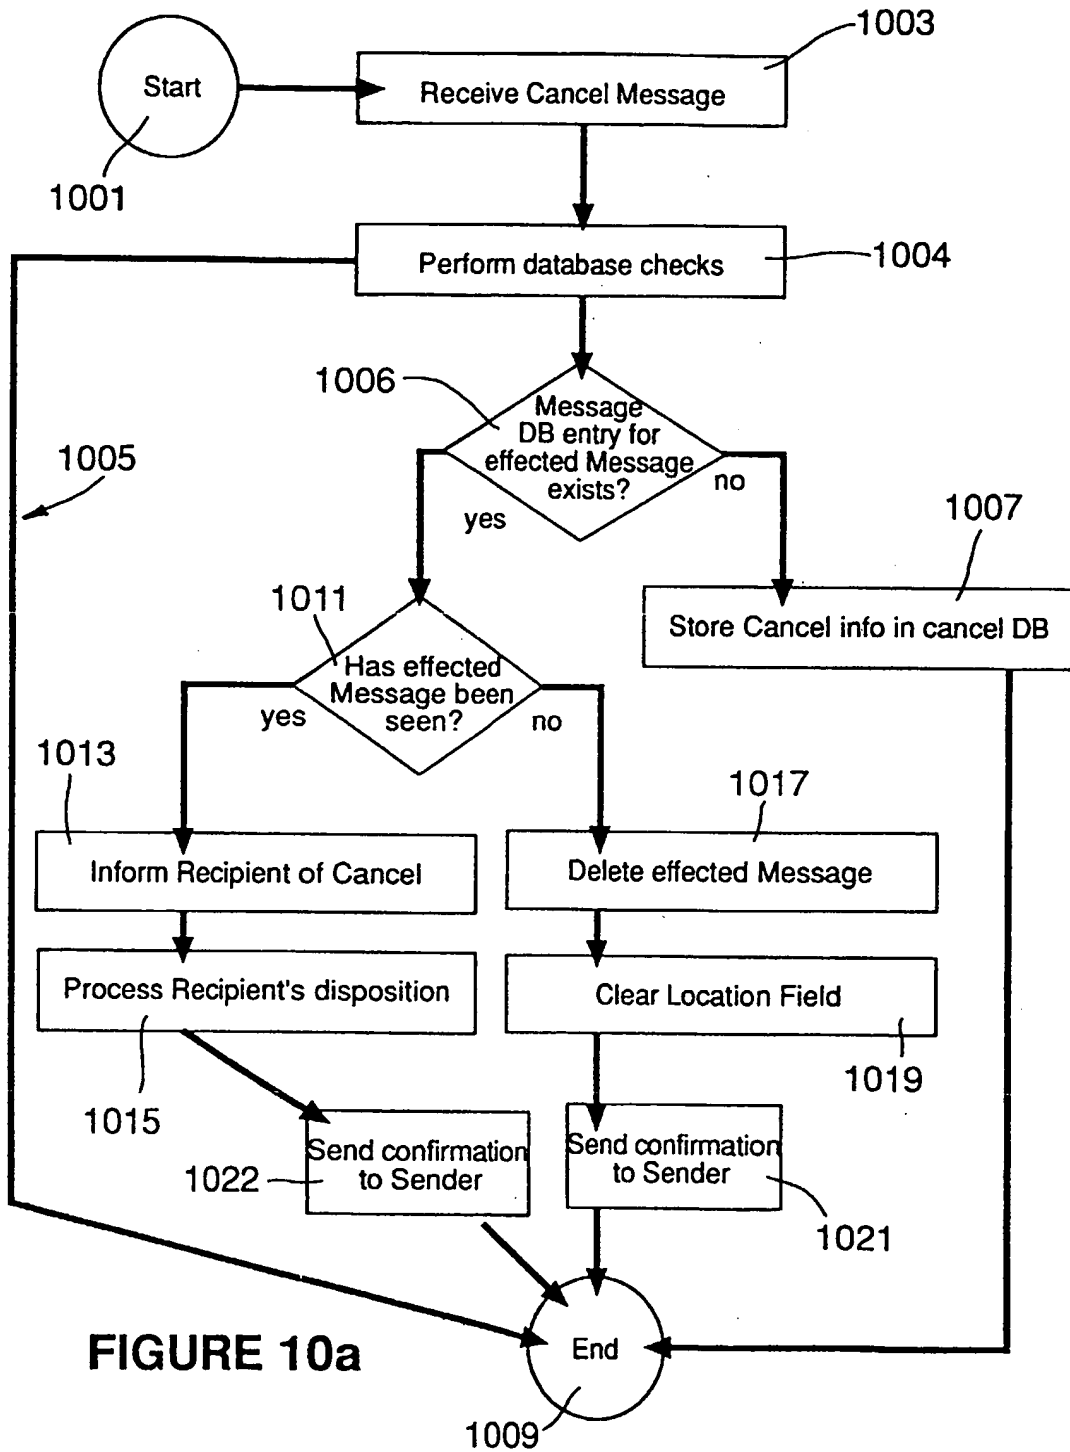 1003
Start
Receive Cancel Message
1001
Perform database checks
1004
1006
Message
DB entry for
effected Message
exists?
no
yes
1005
1007
Store Cancel info in cancel DB
1011
Has effected
Message been
seen?
yes
no
1013
1017
Inform Recipient of Cancel
Delete effected Message
Process Recipient's disposition
Clear Location Field
1015
1019
Send confirmation
to Sender
1022
Send confirmation
to Sender
1021
FIGURE 10a
End
1009